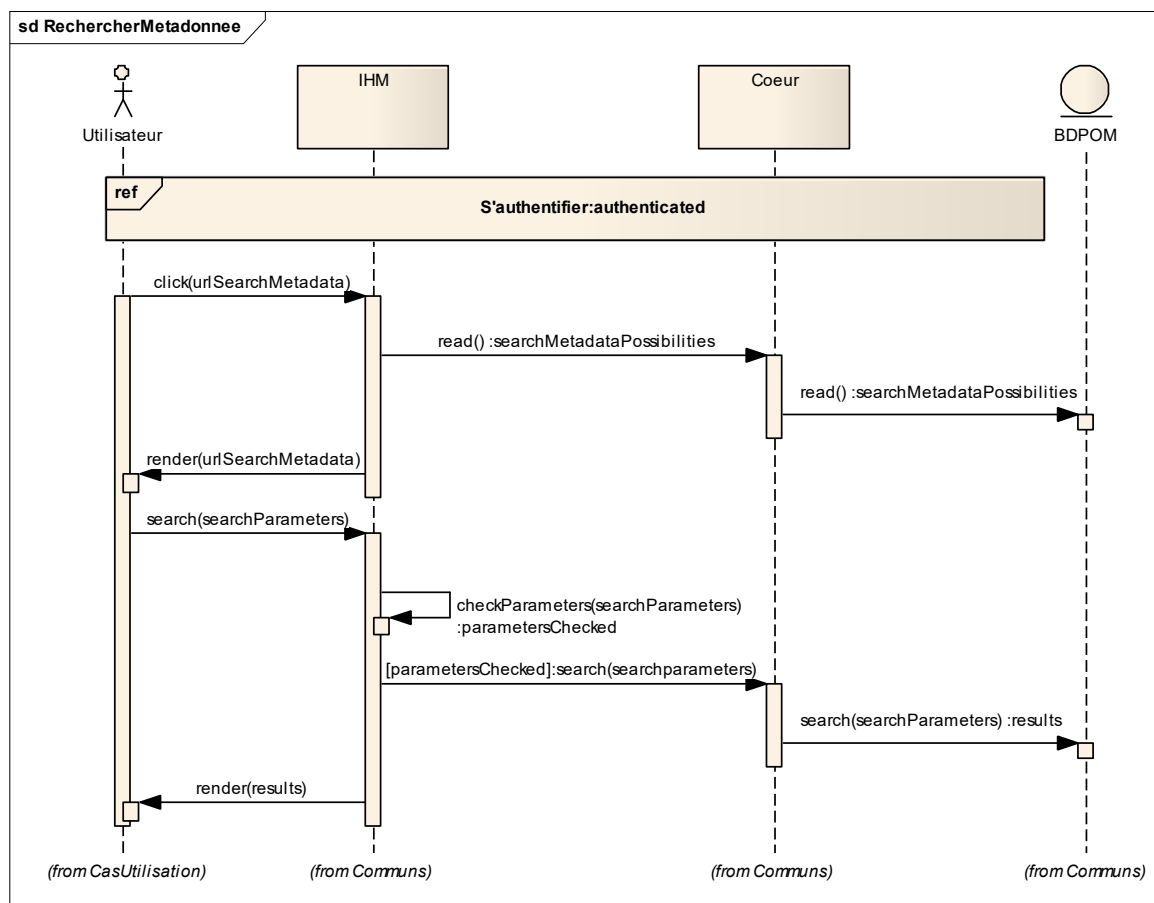 sd RechercherMetadonnee
Utilisateur
IHM
Coeur
BDPOM
ref
S'authentifier:authenticated
click(urlSearchMetadata)
read() :searchMetadataPossibilities
read() :searchMetadataPossibilities
render(urlSearchMetadata)
search(searchParameters)
checkParameters(searchParameters)
:parametersChecked
[parametersChecked]:search(searchparameters)
search(searchParameters) :results
render(results)
(from CasUtilisation)
(from Communs)
(from Communs)
(from Communs)